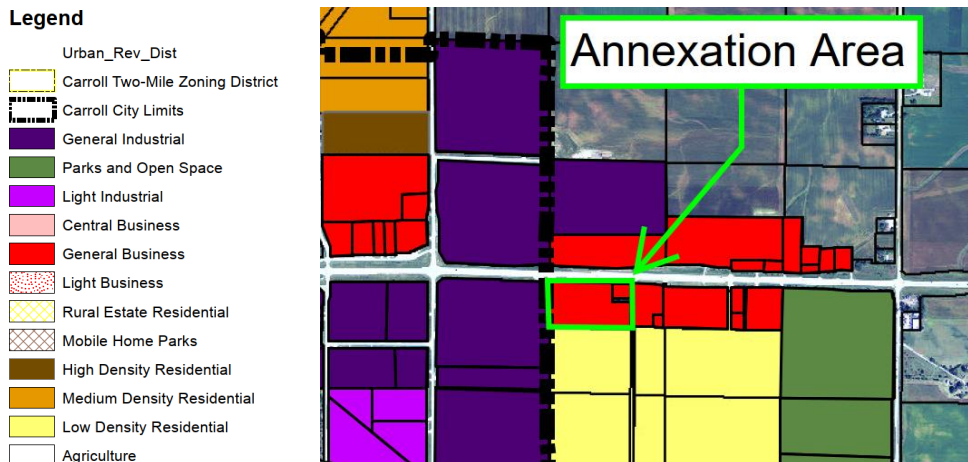 Legend
Urban_Rev_Dist
Carroll Two-Mile Zoning District
Carroll City Limits
General Industrial
Parks and Open Space
Light Industrial
Central Business
General Business
Light Business
Rural Estate Residential
Mobile Home Parks
High Density Residential
Medium Density Residential
Low Density Residential
Agriculture
Annexation Area